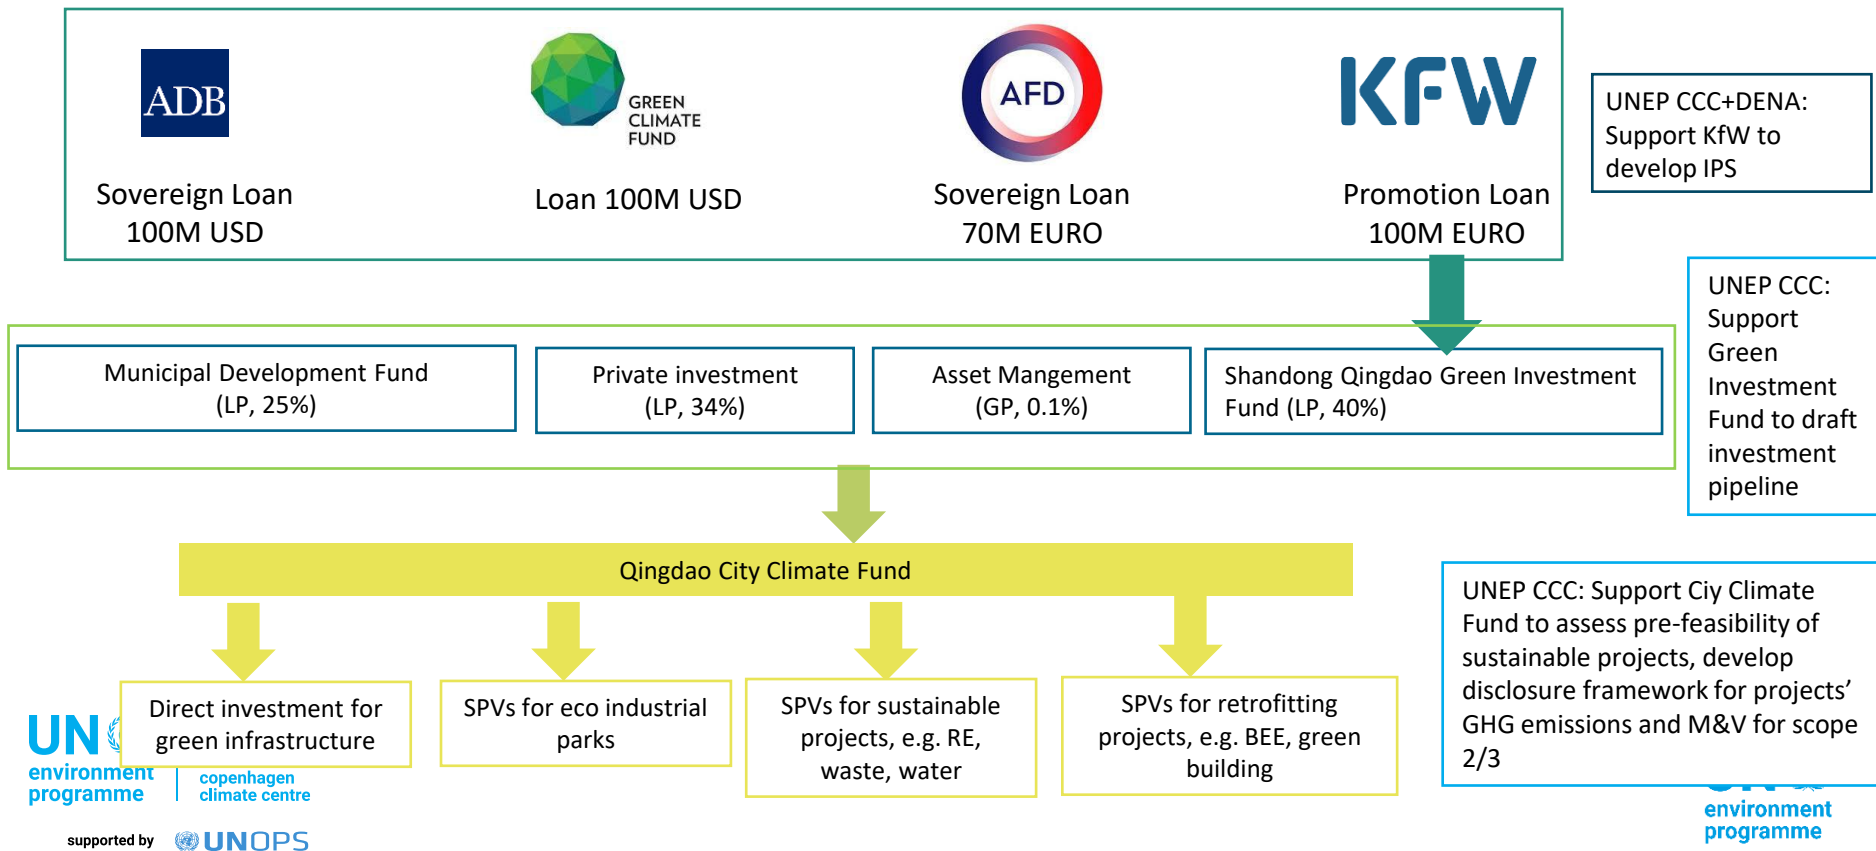 ADB
GREEN
CLIMATE
FUND
AFD
KFW
Sovereign Loan
100M USD
Loan 100M USD
Sovereign Loan
70M EURO
Promotion Loan
100M EURO
UNEP CCC+DENA:
Support KfW to
develop IPS
UNEP CCC:
Support
Green
Investment
Fund to draft
investment
pipeline
Municipal Development Fund
(LP, 25%)
Private investment
(LP, 34%)
Asset Mangement
(GP, 0.1%)
Shandong Qingdao Green Investment
Fund (LP, 40%)
Qingdao City Climate Fund
UNEP CCC: Support Ciy Climate
Fund to assess pre-feasibility of
sustainable projects, develop
disclosure framework for projects’
GHG emissions and M&V for scope
2/3
Direct investment for
green infrastructure
SPVs for eco industrial
parks
SPVs for sustainable
projects, e.g. RE,
waste, water
SPVs for retrofitting
projects, e.g. BEE, green
building
UN
environment
programme
copenhagen
climate centre
supported by
UNOPS
environment
programme